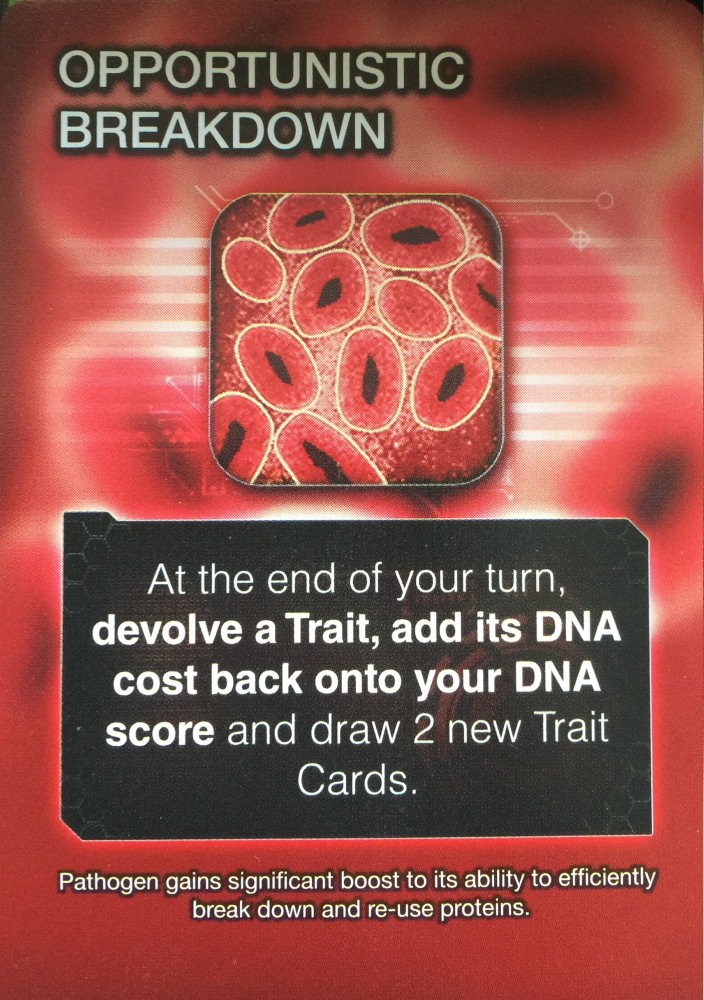 OPPORTUNISTIC
BREAKDOWN
At the end of your turn,
devolve a Trait, add its DNA
cost back onto your DNA
score and draw 2 new Trait
Cards.
Pathogen gains significant boost to its ability to efficiently
break down and re-use proteins.